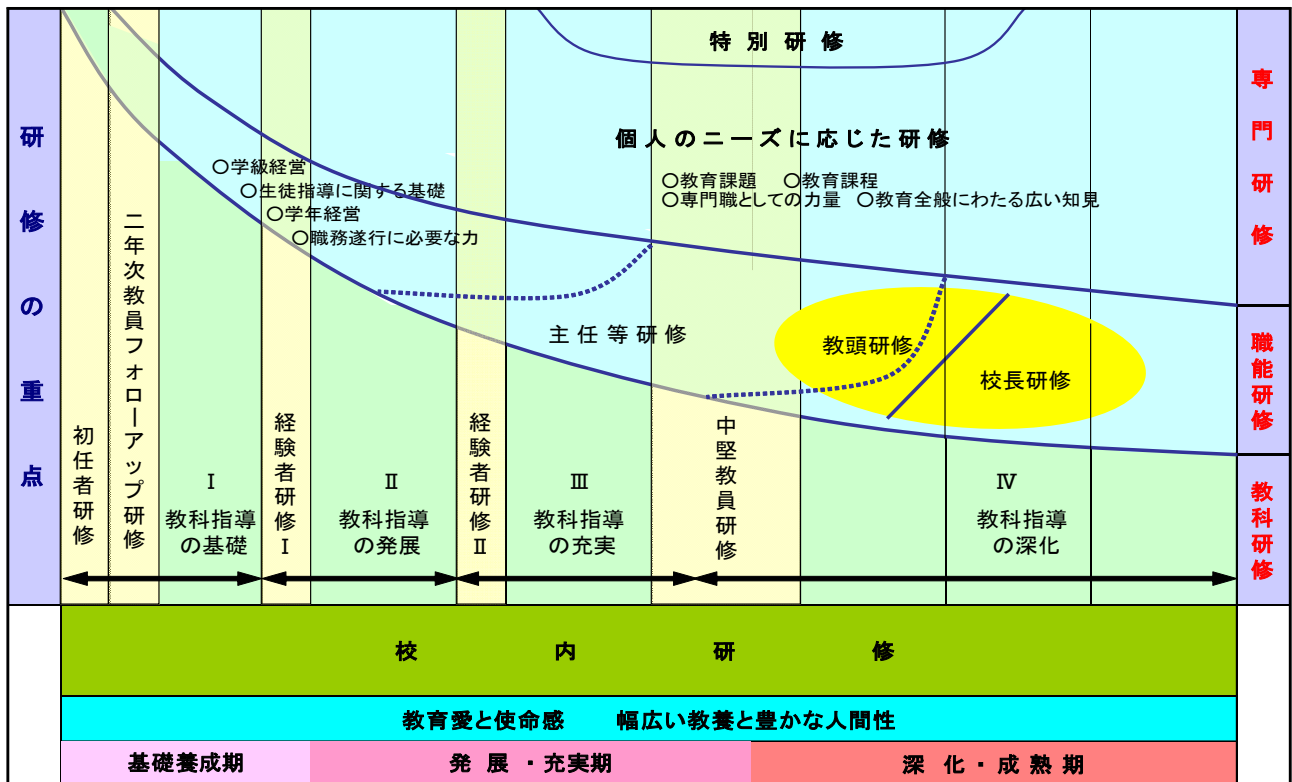 研修の重点
特別研修
個人のニーズに応じた研修
○教育課題 ○教育課程
○専門職としての力量 ○教育全般にわたる広い知見
○学級経営
○生徒指導に関する基礎
○学年経営
○職務遂行に必要な力
主任等研修
教頭研修
校長研修
初任者研修
二年次教員フォローアップ研修
Ⅰ
教科指導
の基礎
経験者研修Ⅰ
Ⅱ
教科指導
の発展
経験者研修Ⅱ
Ⅲ
教科指導
の充実
中堅教員研修
Ⅳ
教科指導
の深化
専門研修
職能研修
教科研修
校内研修
教育愛と使命感 幅広い教養と豊かな人間性
基礎養成期
発展・充実期
深化・成熟期